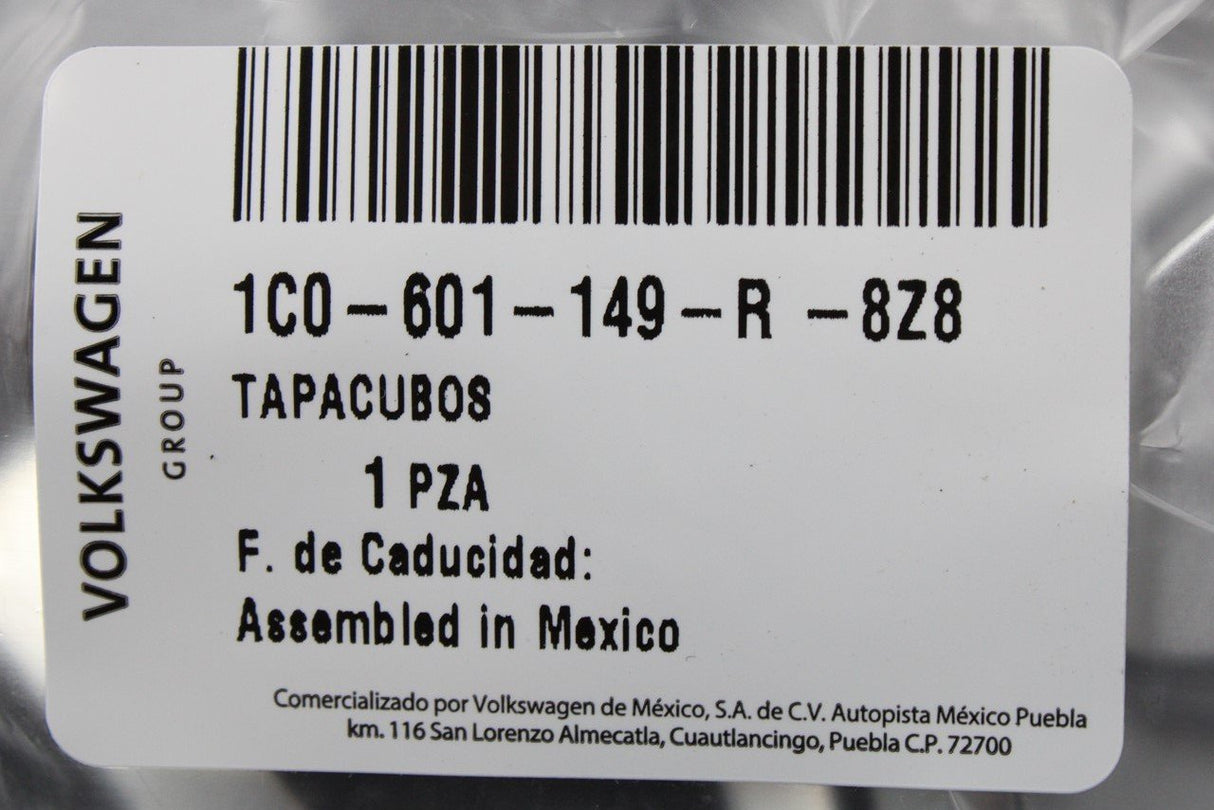 VOLKSWAGEN
GROUP
1C0-601-149-R -8Z8
TAPACUBOS
1 PZA
F. de Caducidad:
Assembled in Mexico
Comercializado por Volkswagen de México, S.A. de C.V. Autopista México Puebla
km. 116 San Lorenzo Almecatla, Cuautlancingo, Puebla C.P. 72700